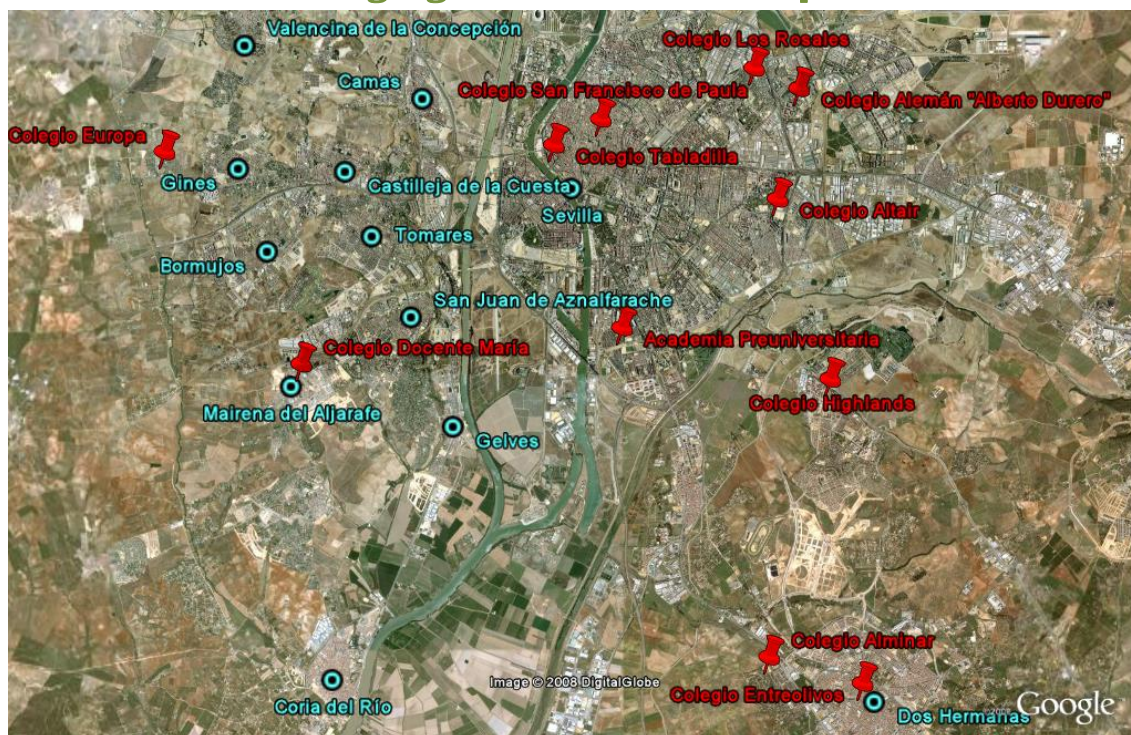 Valencina de la Concepción
Colegio Los Rosales
Camas
Colegio San Francisco de Paula
Colegio Alemán "Alberto Durero"
Colegio Europa
Colegio Tabladilla
Gines
Castilleja de la Cuesta
Sevilla
Colegio Altair
Tomares
Bormujos
San Juan de Aznalfarache
Academia Preuniversitaria
Colegio Docente María
Mairena del Aljarafe
Colegio Highlands
Gelves
Colegio Alminar
Image © 2008 DigitalGlobe
Colegio Entreolivos
Coria del Río
Dos Hermanas
Google